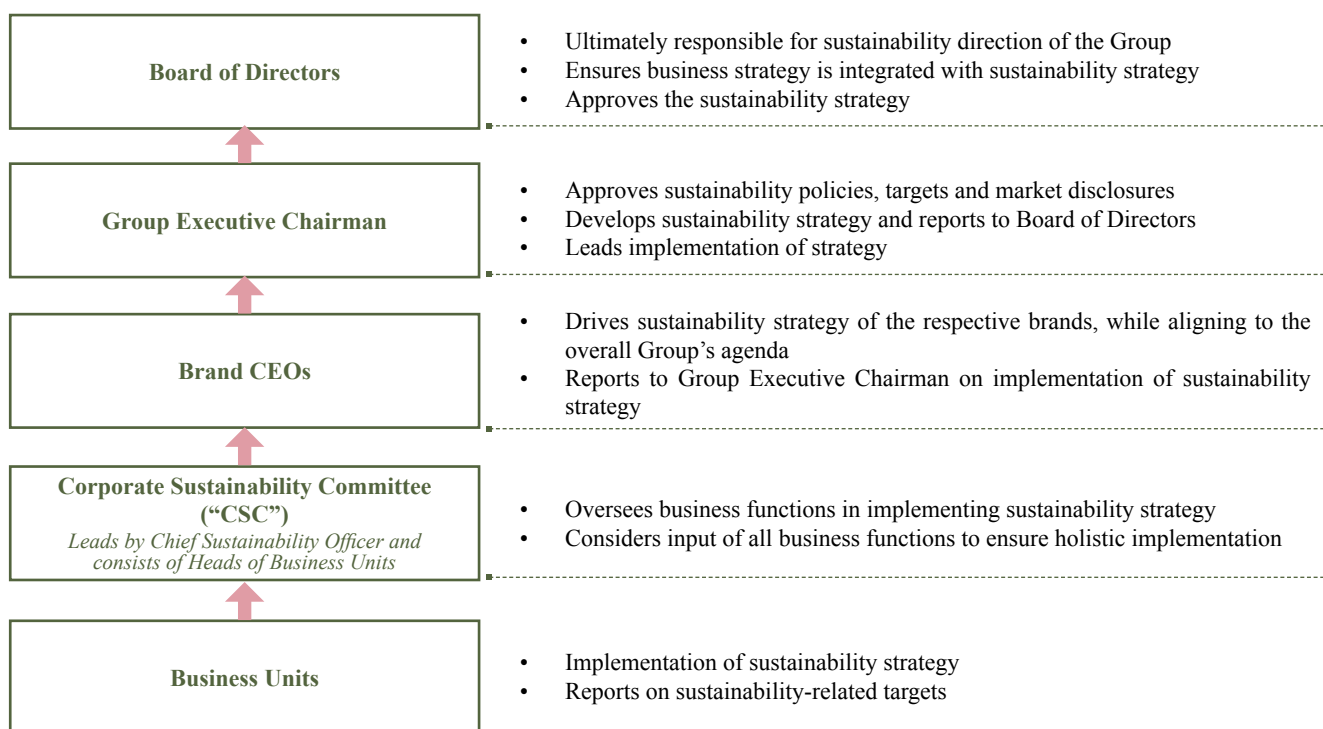 Board of Directors
• Ultimately responsible for sustainability direction of the Group
• Ensures business strategy is integrated with sustainability strategy
• Approves the sustainability strategy
Group Executive Chairman
• Approves sustainability policies, targets and market disclosures
• Develops sustainability strategy and reports to Board of Directors
• Leads implementation of strategy
Brand CEOs
• Drives sustainability strategy of the respective brands, while aligning to the
overall Group’s agenda
• Reports to Group Executive Chairman on implementation of sustainability
strategy
Corporate Sustainability Committee
(“CSC”)
Leads by Chief Sustainability Officer and
consists of Heads of Business Units
• Oversees business functions in implementing sustainability strategy
• Considers input of all business functions to ensure holistic implementation
Business Units
• Implementation of sustainability strategy
• Reports on sustainability-related targets